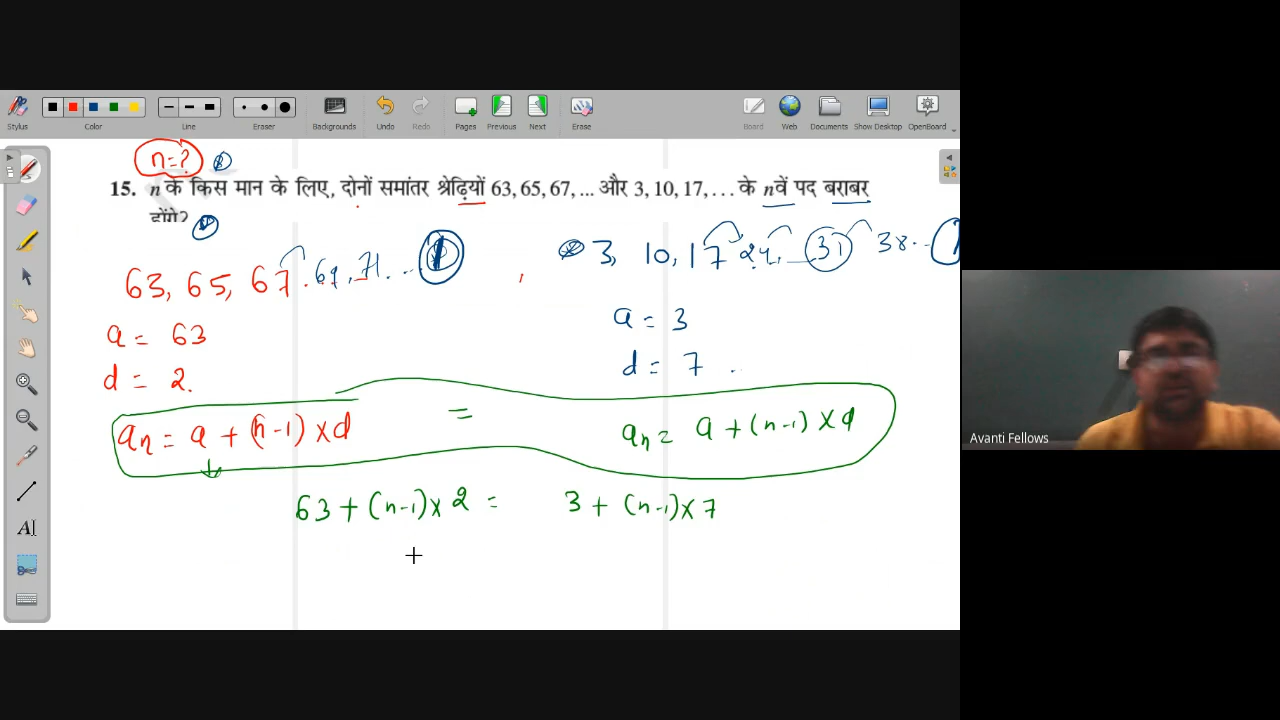 Stylus Color Line Eraser Backgrounds Undo Redo Pages Previous Next Erase Board Web Documents Show Desktop OpenBoard
n=?
15. n के किस मान के लिए, दोनों समांतर श्रेढ़ियों 63, 65, 67, ... और 3, 10, 17, . . . के nवें पद बराबर
होंगे?
63, 65, 67 . 69, 71 ...
3, 10, 17 24, 31 38 ..
a = 63
a = 3
d = 2.
d = 7 ..
an = a + (n-1) × d = an = a + (n-1) × d
63 + (n-1) × 2 = 3 + (n-1) × 7
Avanti Fellows